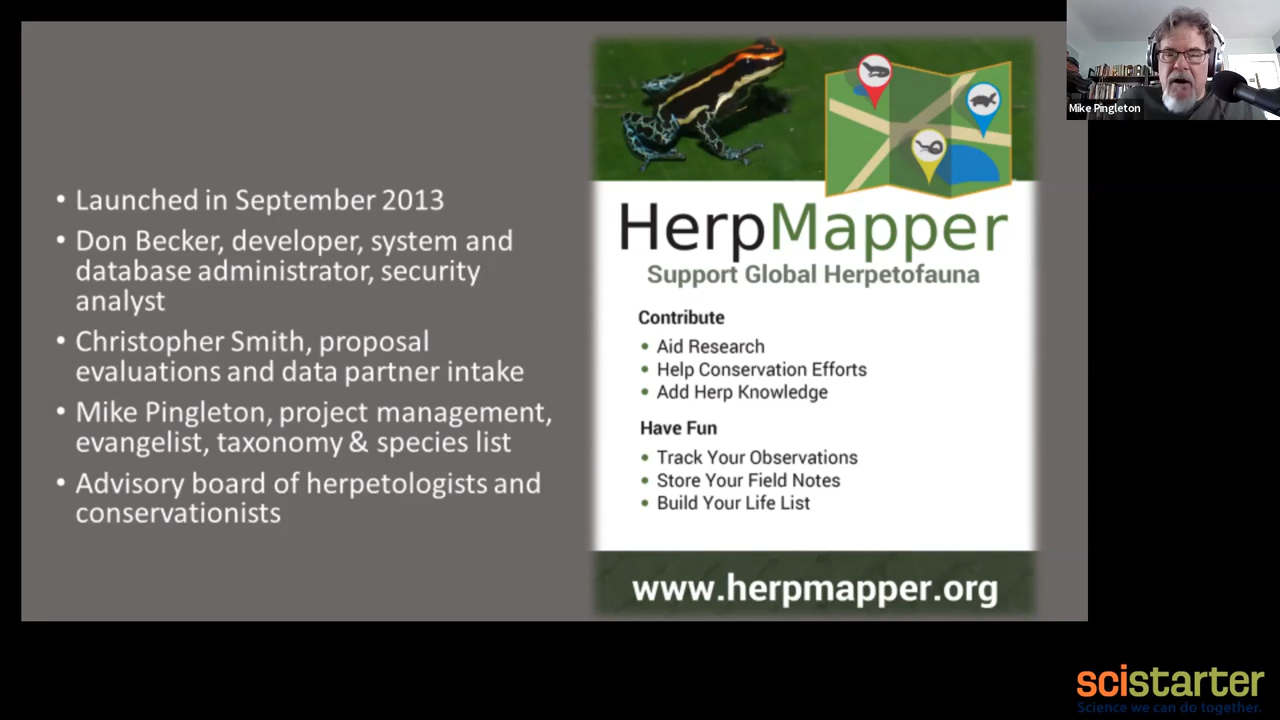 • Launched in September 2013
• Don Becker, developer, system and
database administrator, security
analyst
• Christopher Smith, proposal
evaluations and data partner intake
• Mike Pingleton, project management,
evangelist, taxonomy & species list
• Advisory board of herpetologists and
conservationists
HerpMapper
Support Global Herpetofauna
Contribute
• Aid Research
• Help Conservation Efforts
• Add Herp Knowledge
Have Fun
• Track Your Observations
• Store Your Field Notes
• Build Your Life List
www.herpmapper.org
Mike Pingleton
scistarter
Science we can do together.